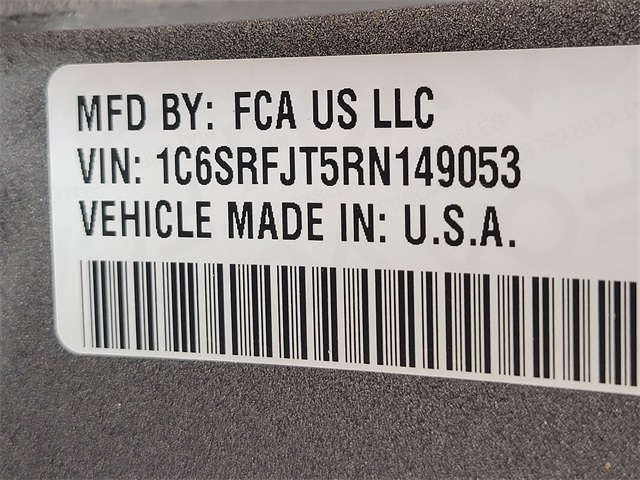 MFD BY: FCA US LLC
VIN: 1C6SRFJT5RN149053
VEHICLE MADE IN: U.S.A.